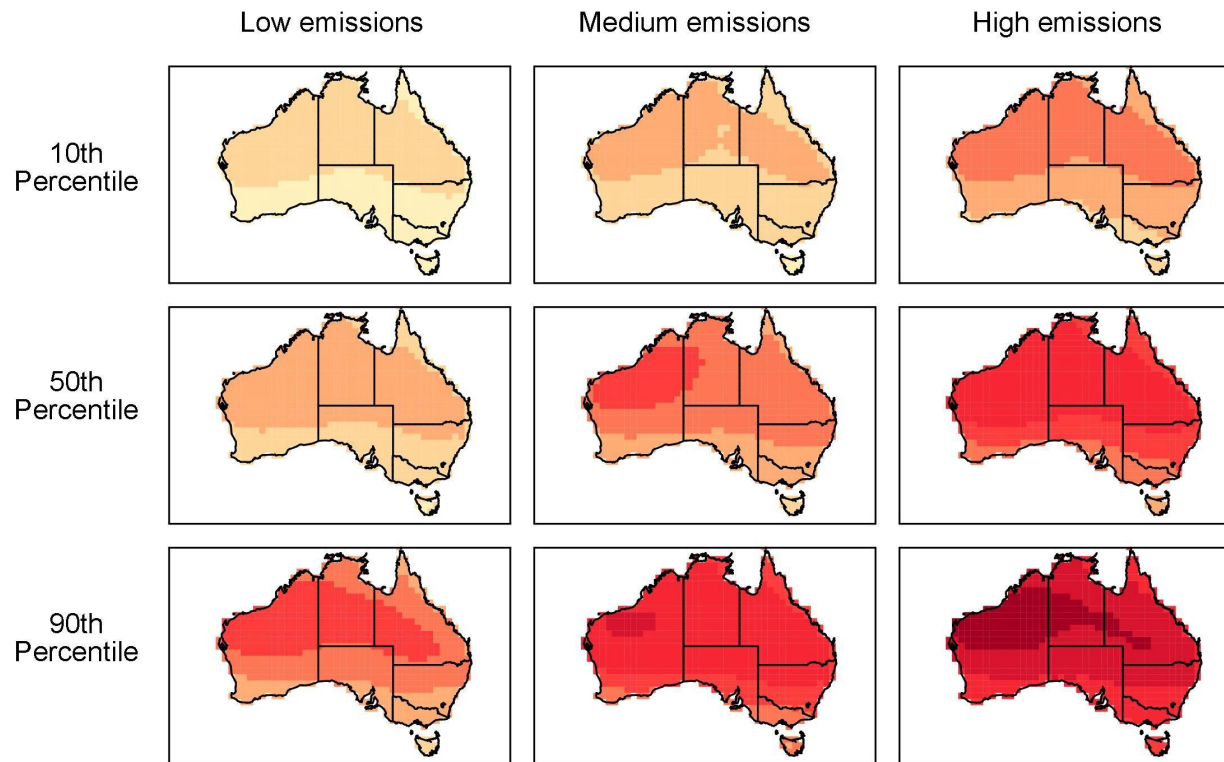 Low emissions
Medium emissions
High emissions
10th
Percentile
50th
Percentile
90th
Percentile